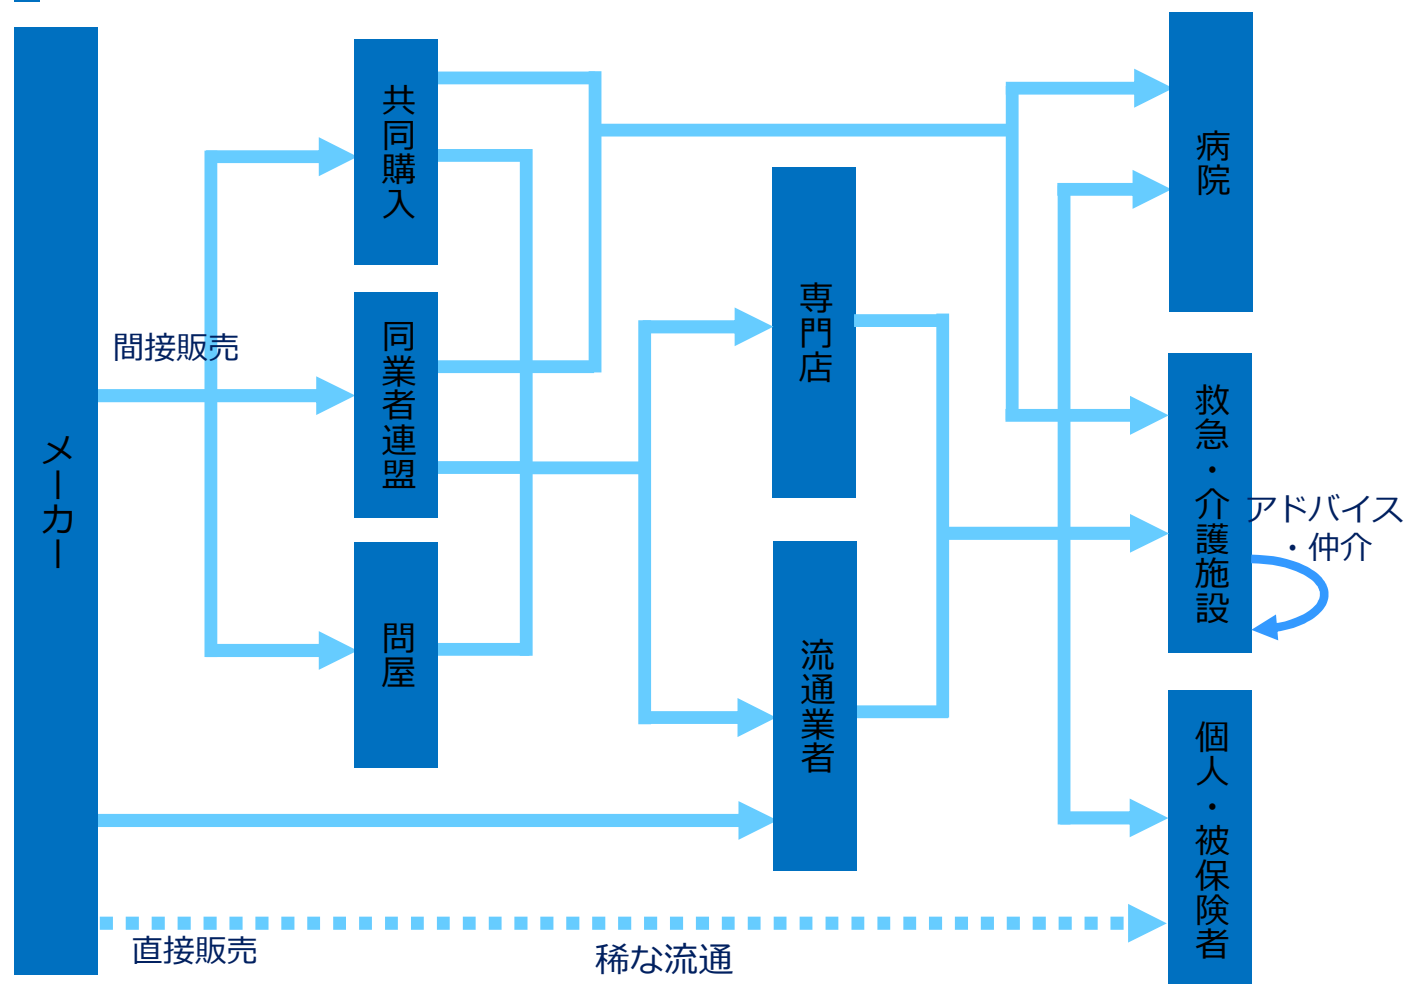 メーカー
間接販売
共同購入
同業者連盟
問屋
専門店
流通業者
病院
救急・介護施設
アドバイス
・仲介
個人・被保険者
直接販売
稀な流通